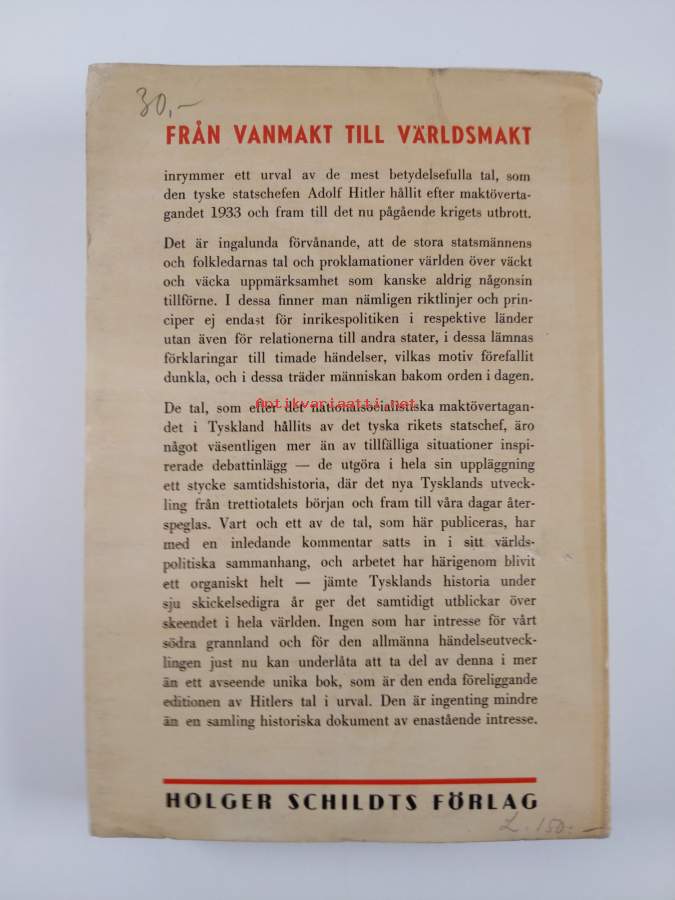 30,-
FRÅN VANMAKT TILL VÄRLDSMAKT
inrymmer ett urval av de mest betydelsefulla tal, som
den tyske statschefen Adolf Hitler hållit efter maktöverta-
gandet 1933 och fram till det nu pågående krigets utbrott.
Det är ingalunda förvånande, att de stora statsmännens
och folkledarnas tal och proklamationer världen över väckt
och väcka uppmärksamhet som kanske aldrig någonsin
tillförne. I dessa finner man nämligen riktlinjer och prin-
ciper ej endast för inrikespolitiken i respektive länder
utan även för relationerna till andra stater, i dessa lämnas
förklaringar till timade händelser, vilkas motiv förefallit
dunkla, och i dessa träder människan bakom orden i dagen.
Antikvariaatti.net
De tal, som efter det nationalsocialistiska maktövertagan-
det i Tyskland hållits av det tyska rikets statschef, äro
något väsentligen mer än av tillfälliga situationer inspi-
rerade debattinlägg — de utgöra i hela sin uppläggning
ett stycke samtidshistoria, där det nya Tysklands utveck-
ling från trettiotalets början och fram till våra dagar åter-
speglas. Vart och ett av de tal, som här publiceras, har
med en inledande kommentar satts in i sitt världs-
politiska sammanhang, och arbetet har härigenom blivit
ett organiskt helt — jämte Tysklands historia under
sju skickelsedigra år ger det samtidigt utblickar över
skeendet i hela världen. Ingen som har intresse för vårt
södra grannland och för den allmänna händelseutveck-
lingen just nu kan underlåta att ta del av denna i mer
än ett avseende unika bok, som är den enda föreliggande
editionen av Hitlers tal i urval. Den är ingenting mindre
än en samling historiska dokument av enastående intresse.
HOLGER SCHILDTS FÖRLAG
L. 150:-